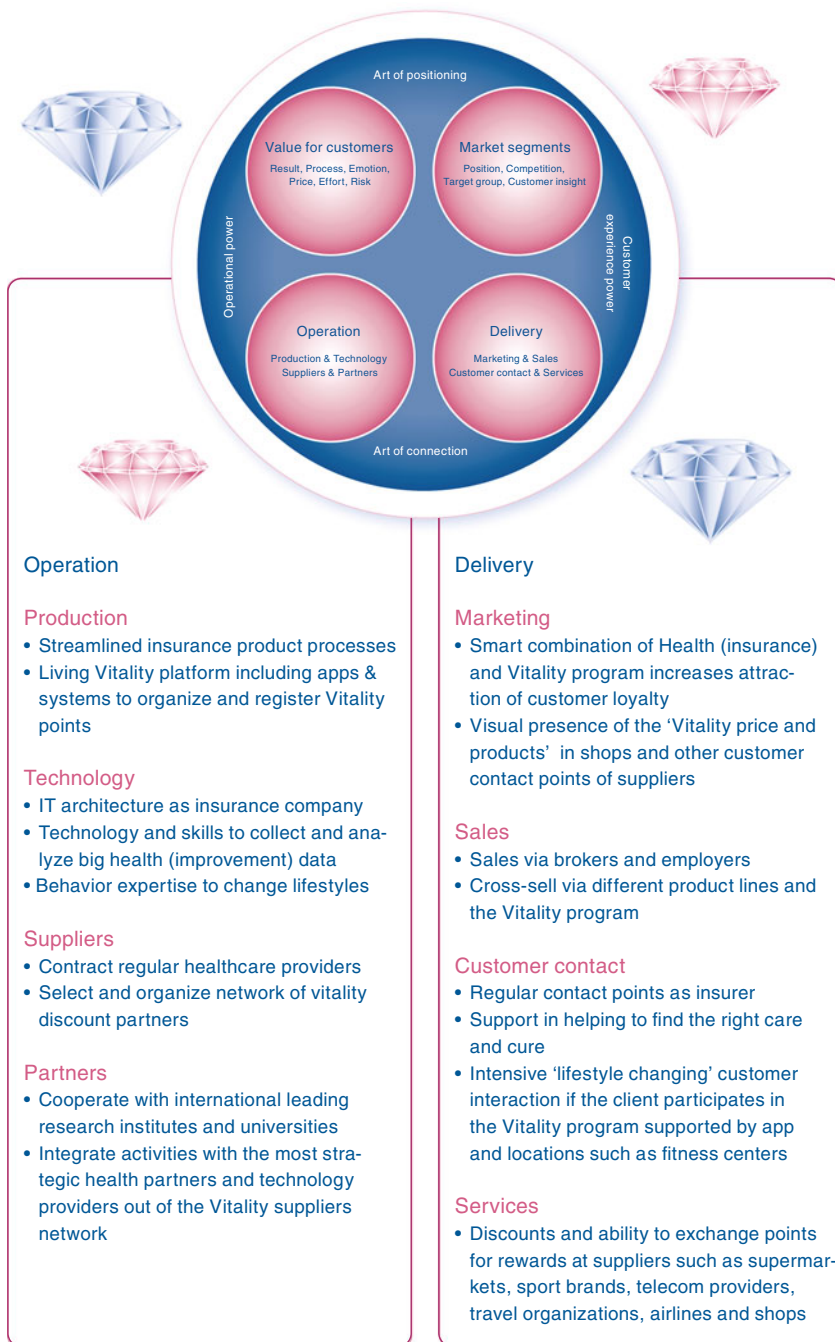 Art of positioning
Value for customers
Result, Process, Emotion,
Price, Effort, Risk
Market segments
Position, Competition,
Target group, Customer insight
Operational power
Customer
experience power
Operation
Production & Technology
Suppliers & Partners
Delivery
Marketing & Sales
Customer contact & Services
Art of connection
Operation
Production
• Streamlined insurance product processes
• Living Vitality platform including apps &
systems to organize and register Vitality
points
Technology
• IT architecture as insurance company
• Technology and skills to collect and ana-
lyze big health (improvement) data
• Behavior expertise to change lifestyles
Suppliers
• Contract regular healthcare providers
• Select and organize network of vitality
discount partners
Partners
• Cooperate with international leading
research institutes and universities
• Integrate activities with the most stra-
tegic health partners and technology
providers out of the Vitality suppliers
network
Delivery
Marketing
• Smart combination of Health (insurance)
and Vitality program increases attrac-
tion of customer loyalty
• Visual presence of the ‘Vitality price and
products’ in shops and other customer
contact points of suppliers
Sales
• Sales via brokers and employers
• Cross-sell via different product lines and
the Vitality program
Customer contact
• Regular contact points as insurer
• Support in helping to find the right care
and cure
• Intensive ‘lifestyle changing’ customer
interaction if the client participates in
the Vitality program supported by app
and locations such as fitness centers
Services
• Discounts and ability to exchange points
for rewards at suppliers such as supermar-
kets, sport brands, telecom providers,
travel organizations, airlines and shops